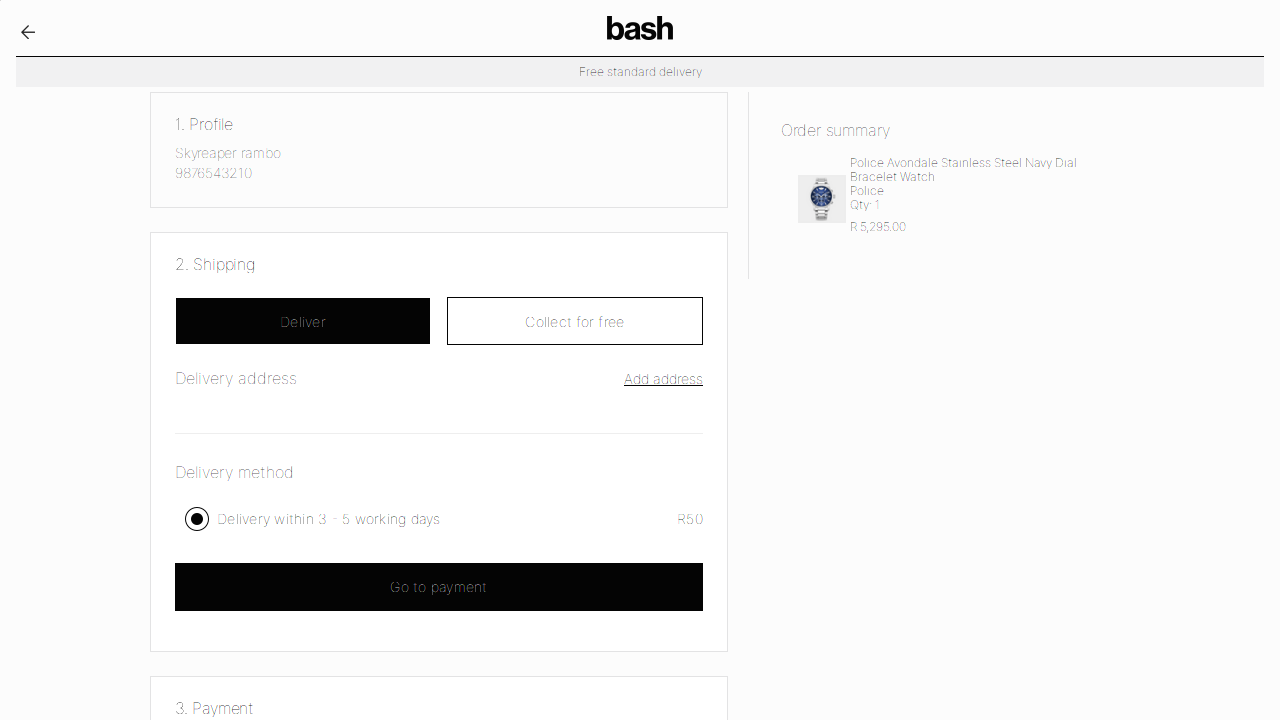 bash
Free standard delivery
1. Profile
Skyreaper rambo
9876543210
2. Shipping
Deliver
Collect for free
Delivery address
Add address
Delivery method
Delivery within 3 - 5 working days
R50
Go to payment
3. Payment
Order summary
Police Avondale Stainless Steel Navy Dial
Bracelet Watch
Police
Qty: 1
R 5,295.00